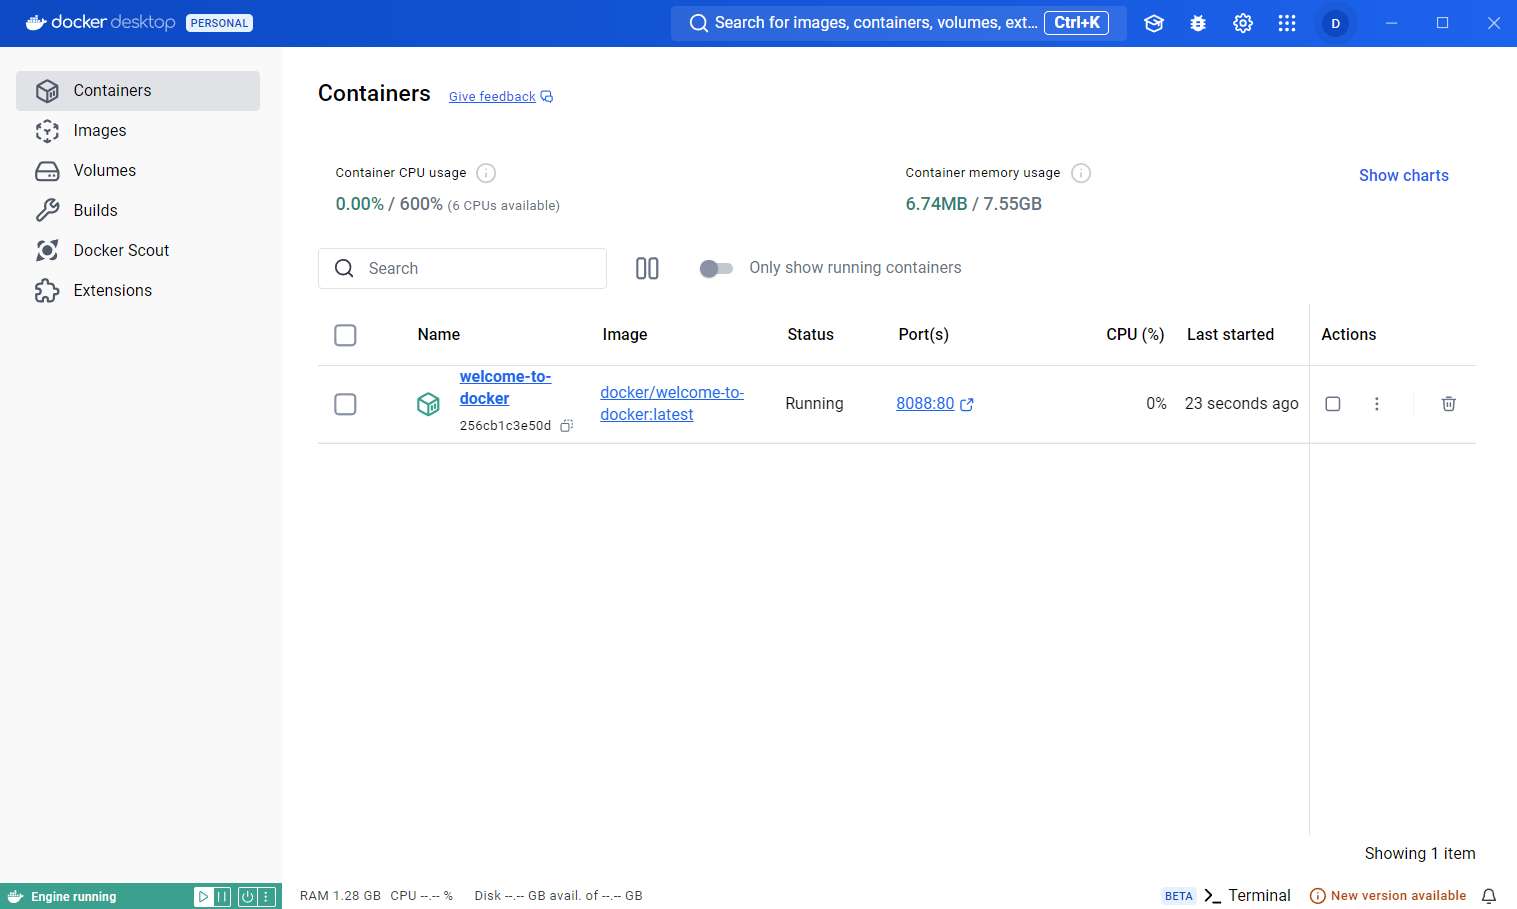 docker desktop PERSONAL
Search for images, containers, volumes, ext... Ctrl+K
D
Containers
Images
Volumes
Builds
Docker Scout
Extensions
Containers Give feedback
Container CPU usage
0.00% / 600% (6 CPUs available)
Container memory usage
6.74MB / 7.55GB
Show charts
Search
Only show running containers
Name Image Status Port(s) CPU (%) Last started Actions
welcome-to-
docker
256cb1c3e50d
docker/welcome-to-
docker:latest
Running
8088:80
0%
23 seconds ago
Showing 1 item
Engine running
RAM 1.28 GB CPU --.-- % Disk --.-- GB avail. of --.-- GB
BETA Terminal
New version available